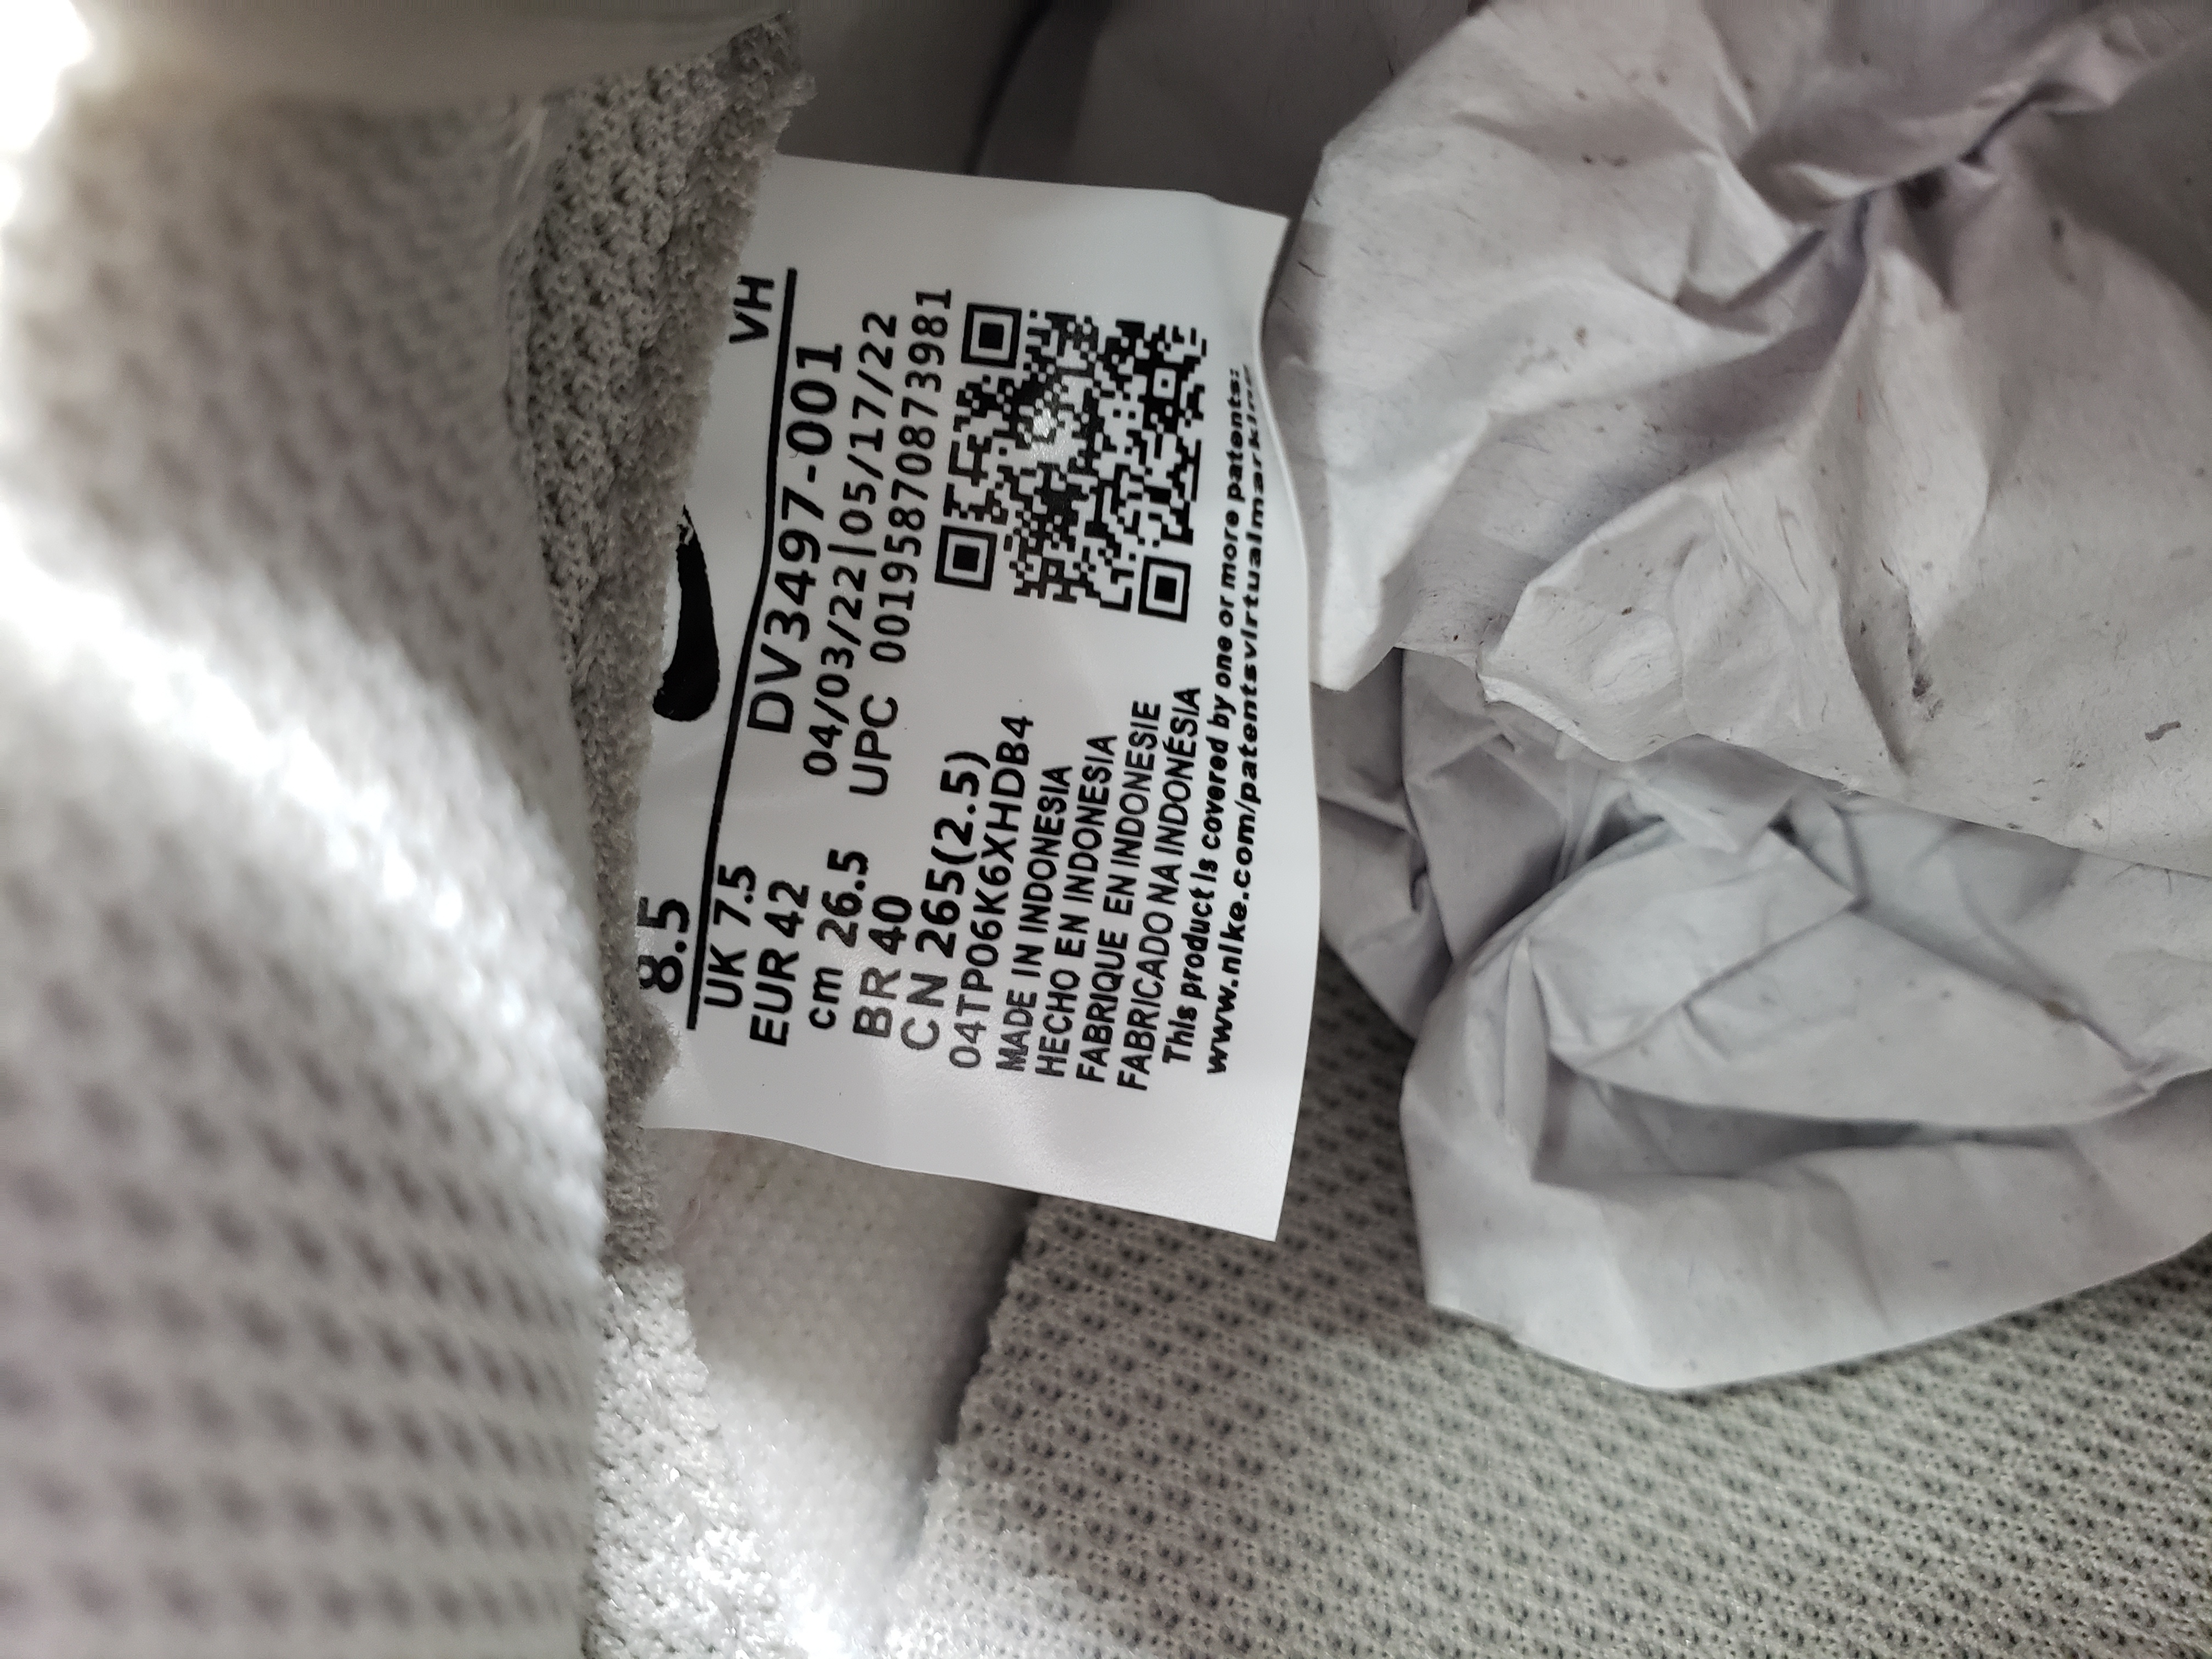 8.5
VH
UK 7.5
DV3497-001
EUR 42
04/03/22|05/17/22
cm 26.5
UPC 00195870873981
BR 40
CN 265(2.5)
04TP06K6XHDB4
MADE IN INDONESIA
HECHO EN INDONESIA
FABRIQUE EN INDONESIE
FABRICADO NA INDONÉSIA
This product is covered by one or more patents:
www.nike.com/patentsvirtualmarking